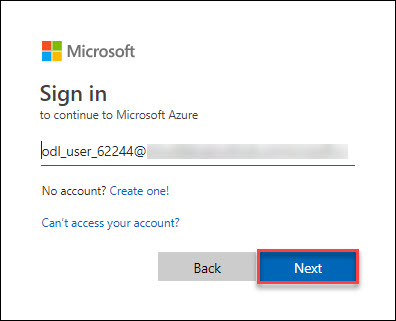 Microsoft
Sign in
to continue to Microsoft Azure
odl_user_62244@
No account? Create one!
Can't access your account?
Back
Next